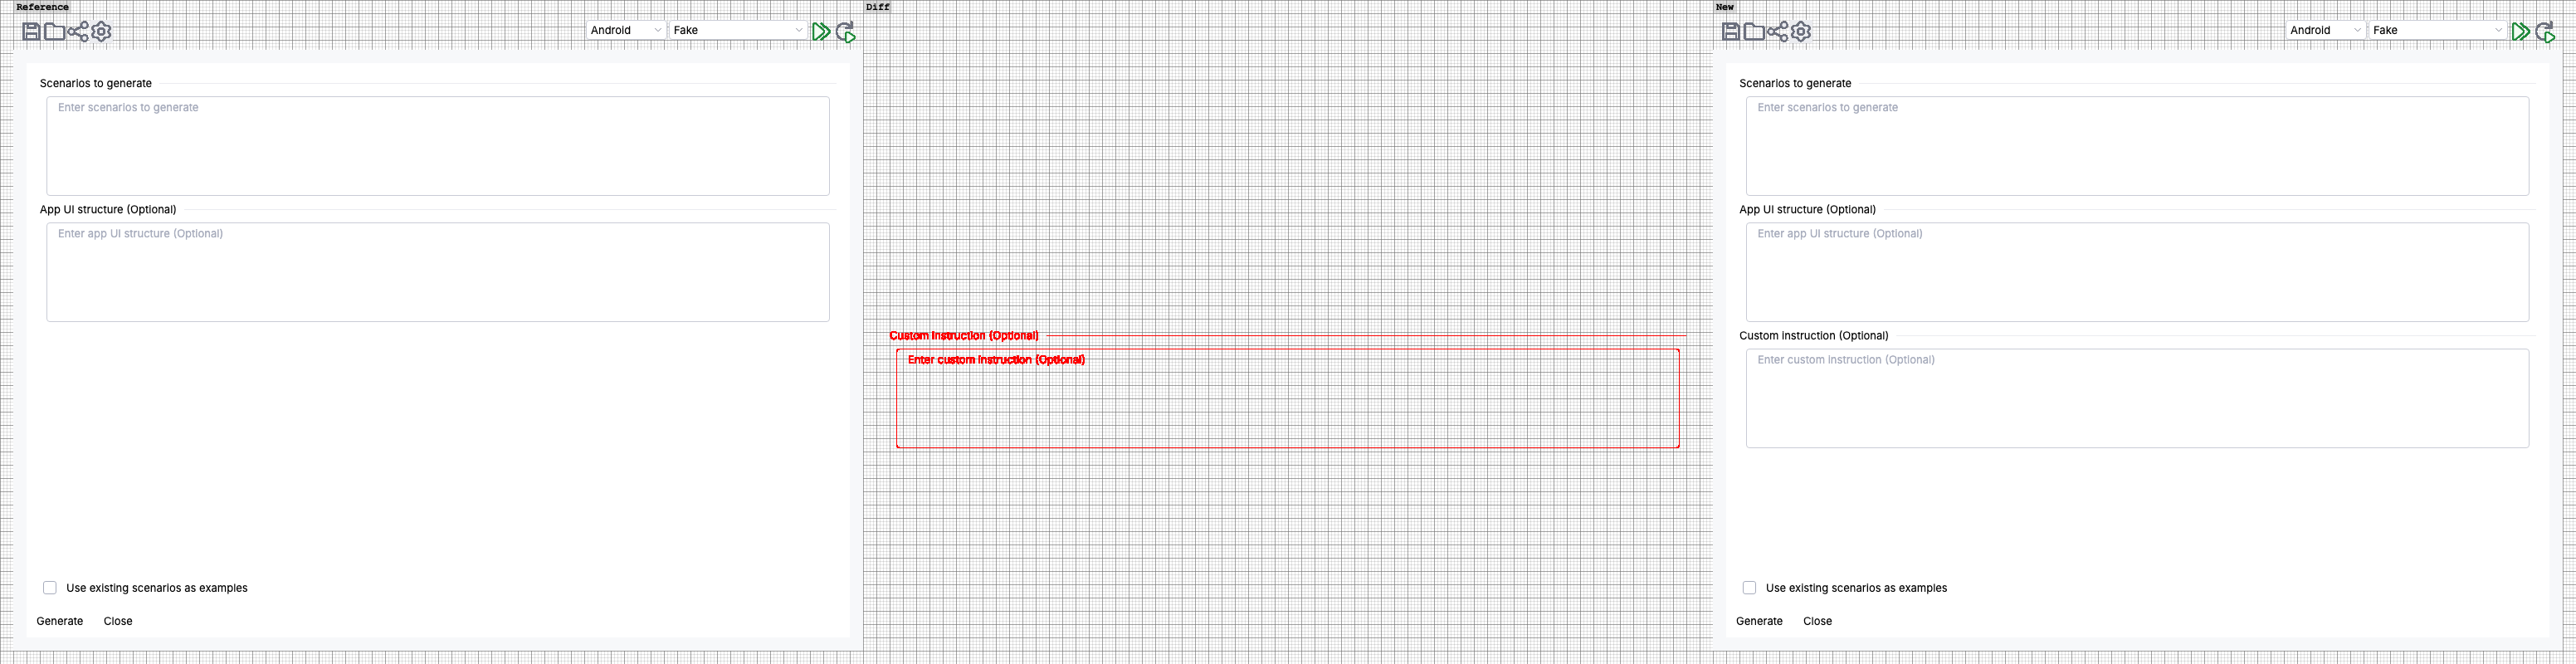 Reference
Android
Fake
Scenarios to generate
Enter scenarios to generate
App UI structure (Optional)
Enter app UI structure (Optional)
Use existing scenarios as examples
Generate
Close
Diff
Custom instruction (Optional)
Enter custom instruction (Optional)
New
Android
Fake
Scenarios to generate
Enter scenarios to generate
App UI structure (Optional)
Enter app UI structure (Optional)
Custom instruction (Optional)
Enter custom instruction (Optional)
Use existing scenarios as examples
Generate
Close